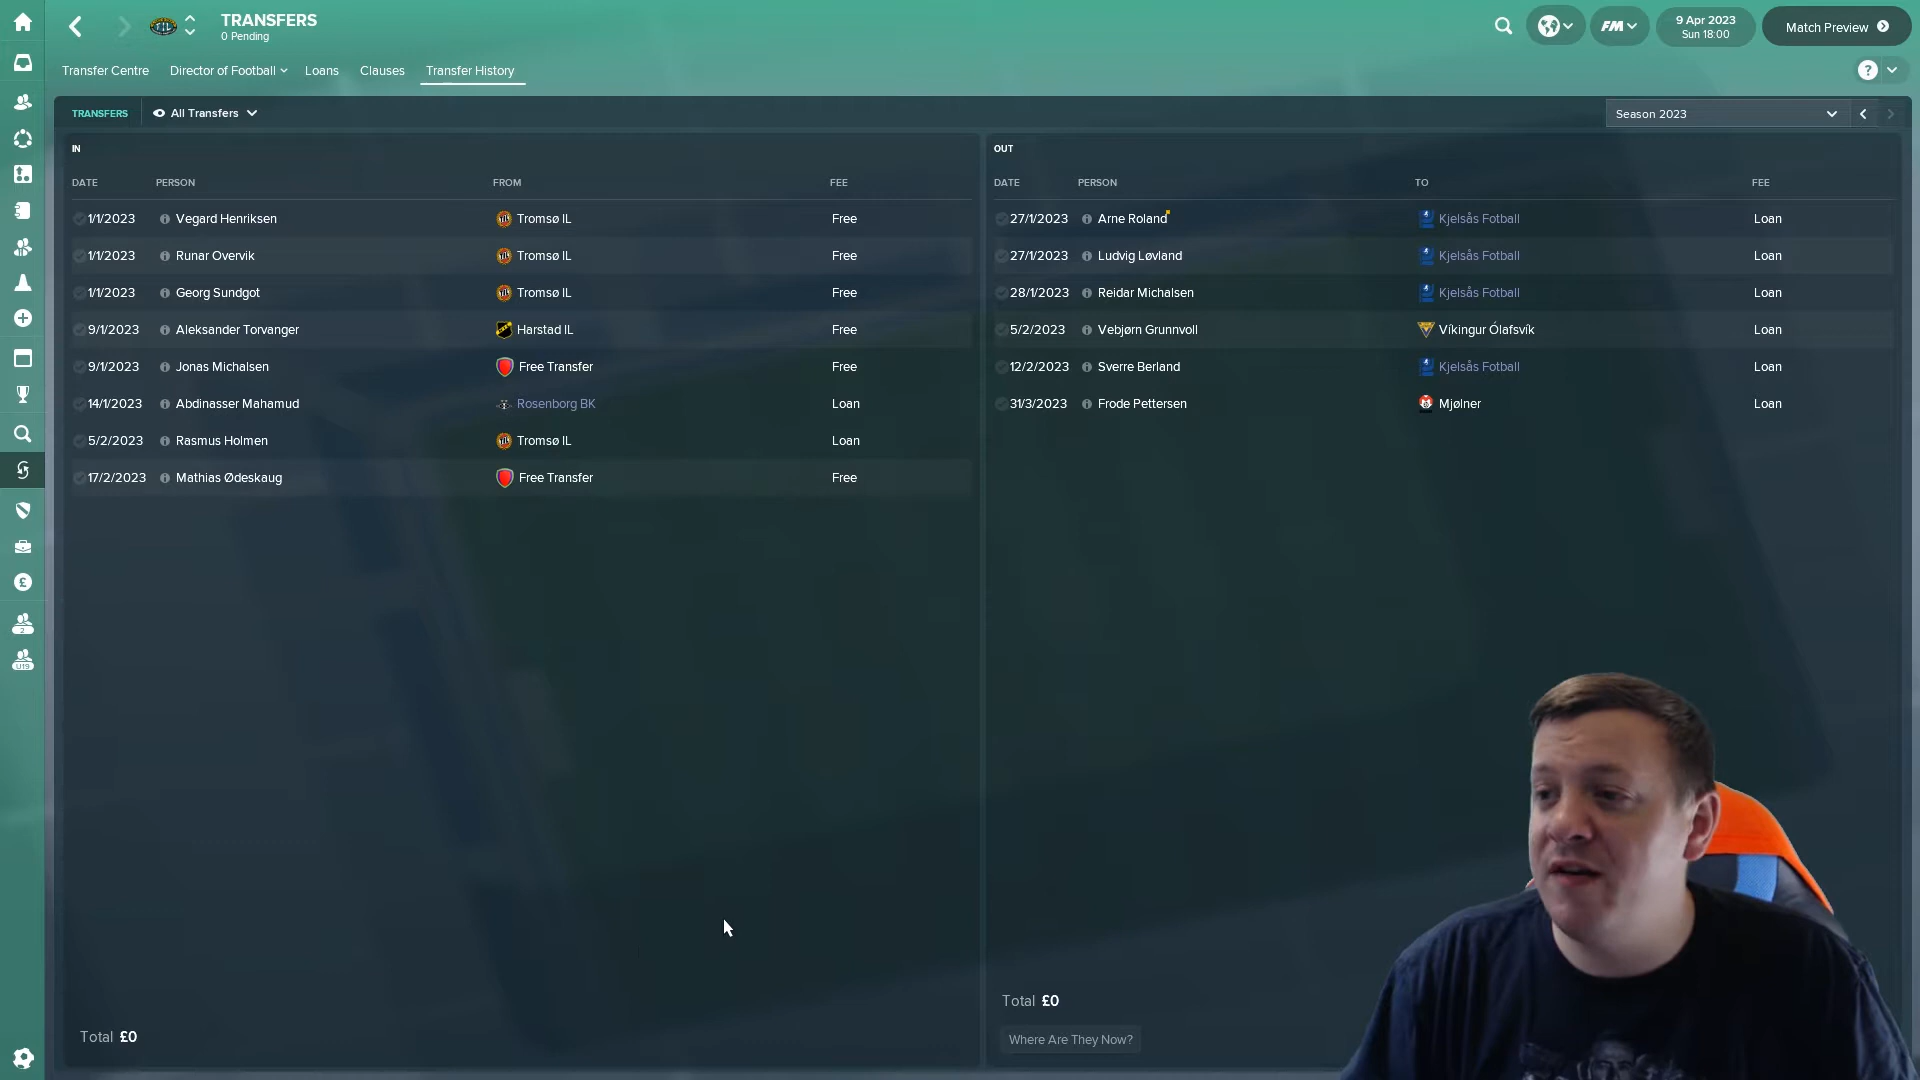 TRANSFERS
0 Pending
FM
9 Apr 2023
Sun 18:00
Match Preview
Transfer Centre
Director of Football
Loans
Clauses
Transfer History
?
TRANSFERS
All Transfers
Season 2023
IN
DATE PERSON FROM FEE
1/1/2023 Vegard Henriksen Tromsø IL Free
1/1/2023 Runar Overvik Tromsø IL Free
1/1/2023 Georg Sundgot Tromsø IL Free
9/1/2023 Aleksander Torvanger Harstad IL Free
9/1/2023 Jonas Michalsen Free Transfer Free
14/1/2023 Abdinasser Mahamud Rosenborg BK Loan
5/2/2023 Rasmus Holmen Tromsø IL Loan
17/2/2023 Mathias Ødeskaug Free Transfer Free
Total £0
OUT
DATE PERSON TO FEE
27/1/2023 Arne Roland Kjelsås Fotball Loan
27/1/2023 Ludvig Løvland Kjelsås Fotball Loan
28/1/2023 Reidar Michalsen Kjelsås Fotball Loan
5/2/2023 Vebjørn Grunnvoll Víkingur Ólafsvík Loan
12/2/2023 Sverre Berland Kjelsås Fotball Loan
31/3/2023 Frode Pettersen Mjølner Loan
Total £0
Where Are They Now?
2
U19